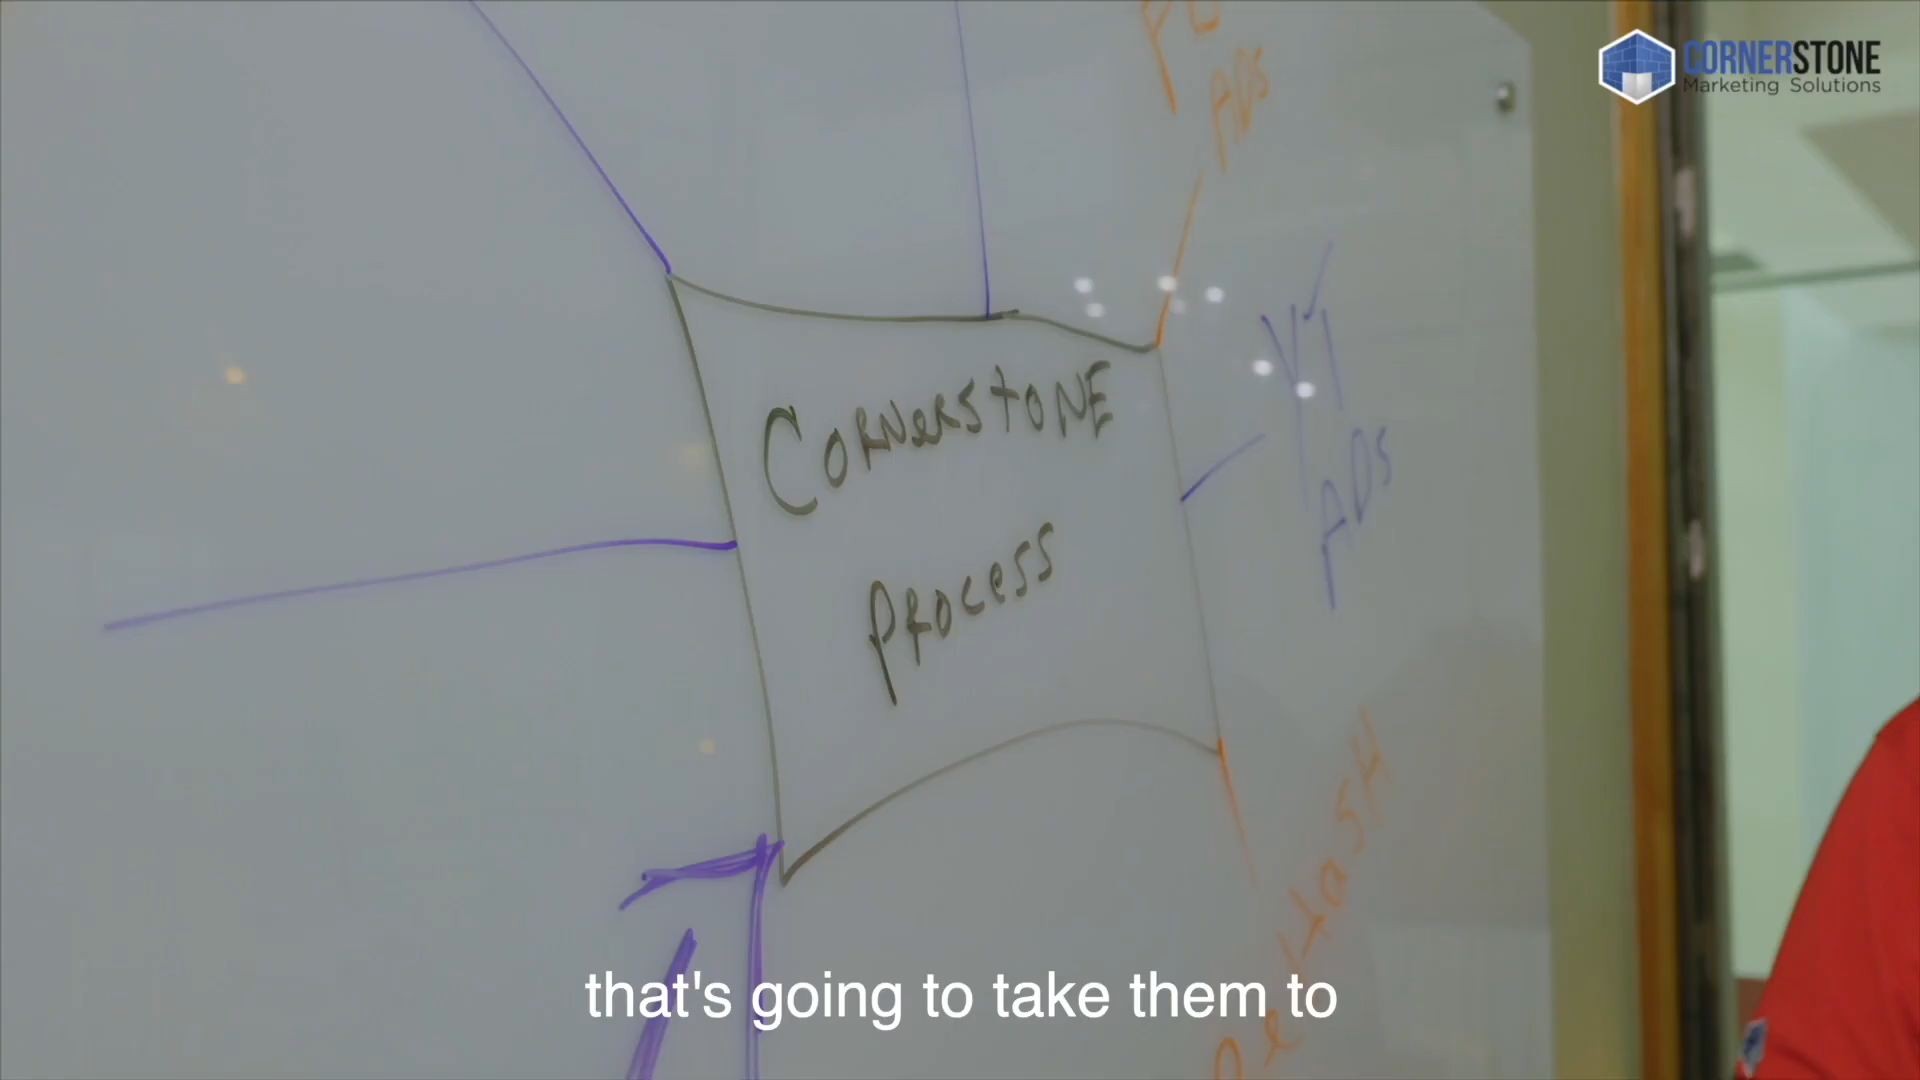 CORNERSTONE
Marketing Solutions
ADS
CORNERSTONE
PROCESS
YT
ADS
that's going to take them to